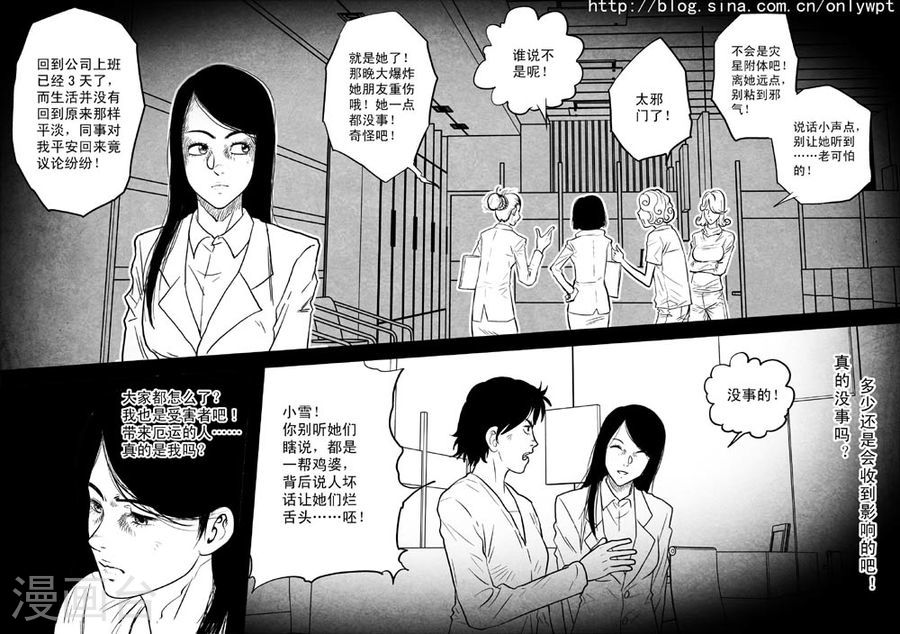 http://blog.sina.com.cn/onlywpt
回到公司上班
已经3天了，
而生活并没有
回到原来那样
平淡，同事对
我平安回来竟
议论纷纷！
就是她了！
那晚大爆炸
她朋友重伤
哦！她一点
都没事！
奇怪吧！
谁说不
是呢！
太邪
门了！
不会是灾
星附体吧！
离她远点，
别粘到邪
气！
说话小声点，
别让她听到
……老可怕
的！
大家都怎么了？
我也是受害者吧！
带来厄运的人……
真的是我吗？
小雪！
你别听她们
瞎说，都是
一帮鸡婆，
背后说人坏
话让她们烂
舌头……呸！
没事的！
真的没事吗？
多少还是会收到影响的吧！
漫画台